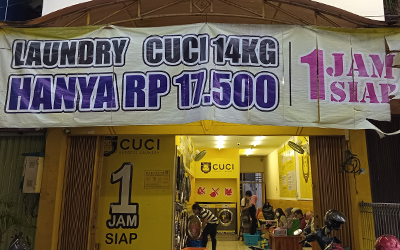 LAUNDRY CUCI 14KG
HANYA RP 17.500
1 JAM
SIAP
CUCI
1
JAM
SIAP
CUCI